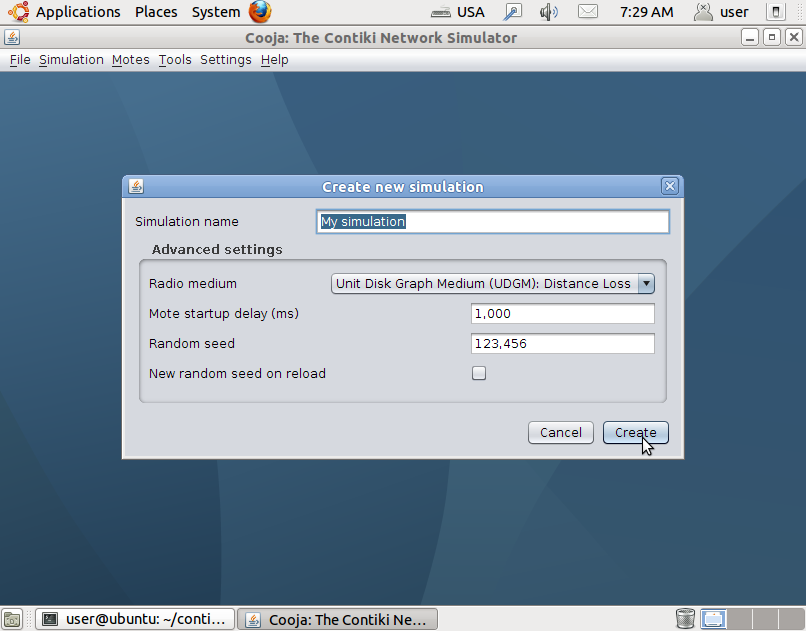 Applications Places System USA 7:29 AM user
Cooja: The Contiki Network Simulator
File Simulation Motes Tools Settings Help
Create new simulation
Simulation name My simulation
Advanced settings
Radio medium Unit Disk Graph Medium (UDGM): Distance Loss
Mote startup delay (ms) 1,000
Random seed 123,456
New random seed on reload
Cancel Create
user@ubuntu: ~/conti... Cooja: The Contiki Ne...